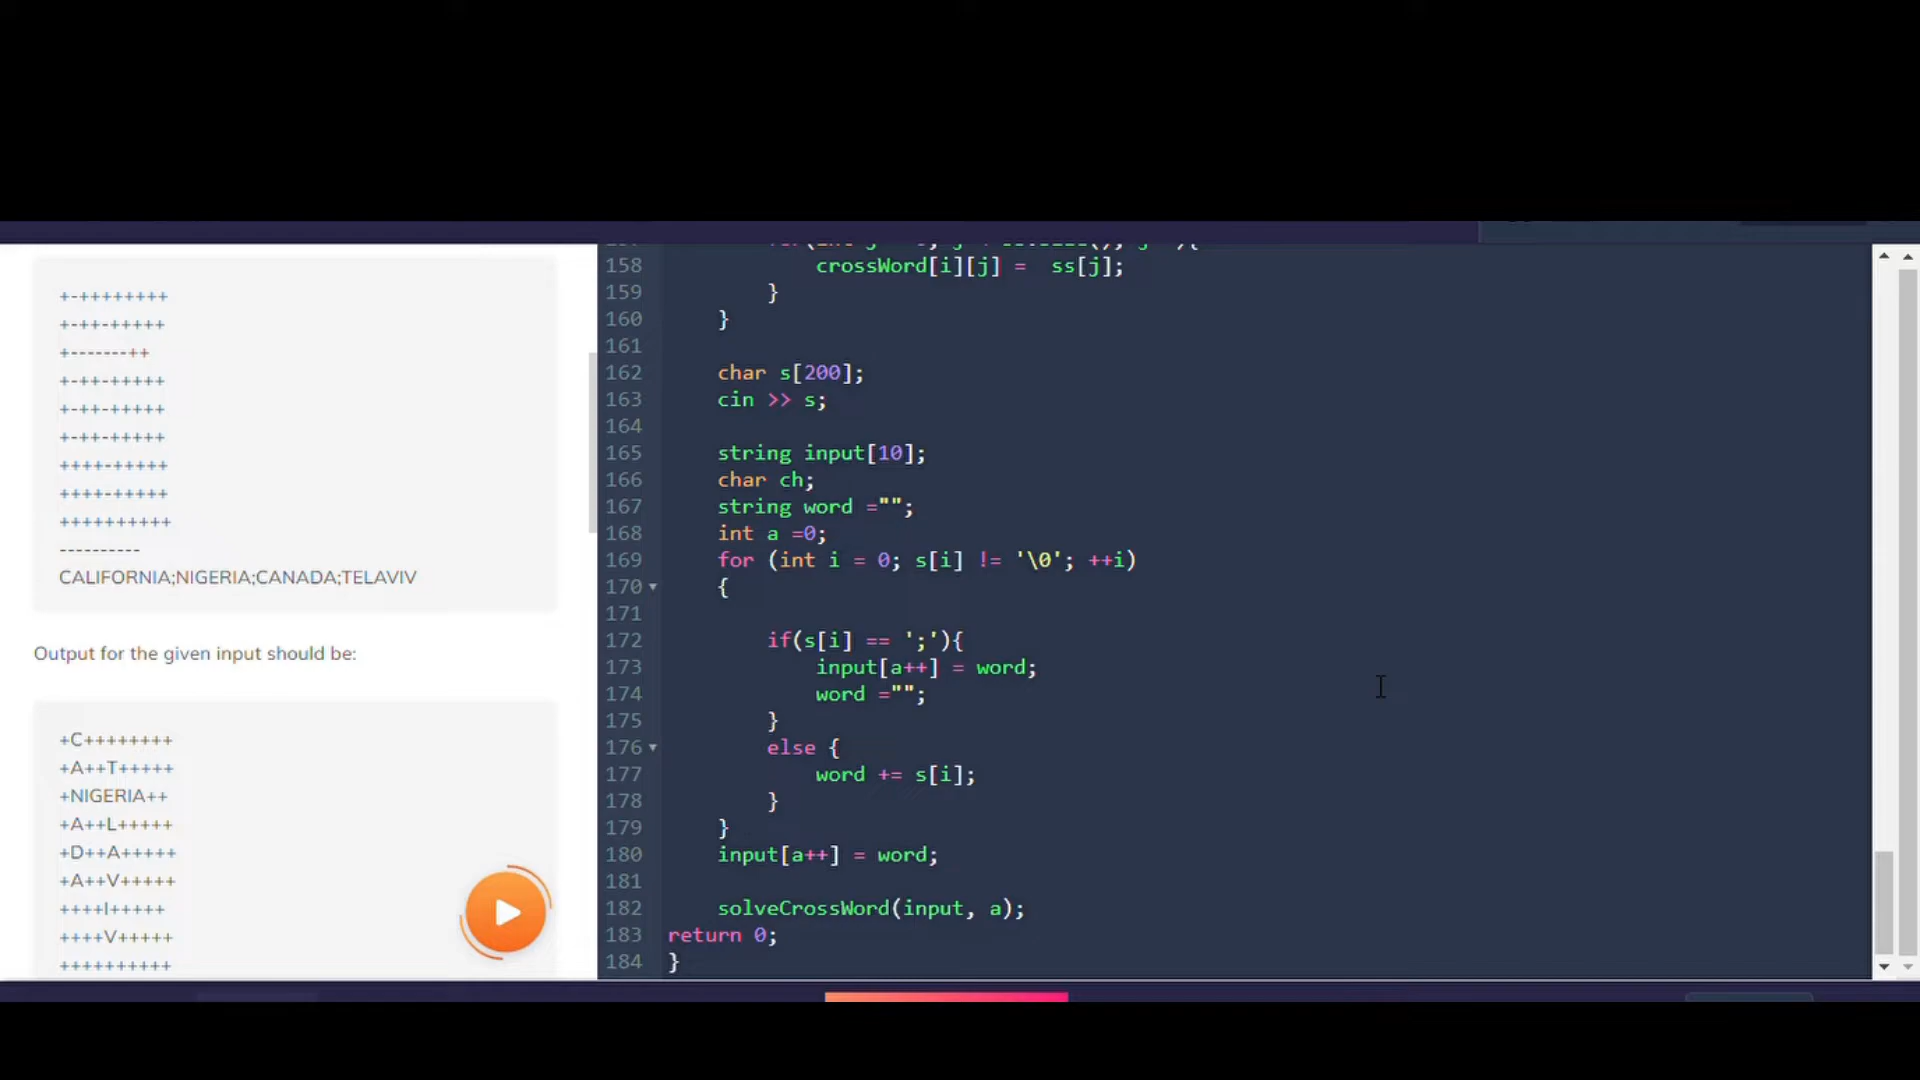 +-++++++++
+-++-+++++
+-------++
+-++-+++++
+-++-+++++
+-++-+++++
++++-+++++
++++-+++++
++++++++++
----------
CALIFORNIA;NIGERIA;CANADA;TELAVIV
Output for the given input should be:
+C++++++++
+A++T+++++
+NIGERIA++
+A++L+++++
+D++A+++++
+A++V+++++
++++I+++++
++++V+++++
++++++++++
158 crossWord[i][j] =  ss[j];
159 }
160 }
161
162 char s[200];
163 cin >> s;
164
165 string input[10];
166 char ch;
167 string word ="";
168 int a =0;
169 for (int i = 0; s[i] != '\0'; ++i)
170 {
171
172 if(s[i] == ';'){
173 input[a++] = word;
174 word ="";
175 }
176 else {
177 word += s[i];
178 }
179 }
180 input[a++] = word;
181
182 solveCrossWord(input, a);
183 return 0;
184 }